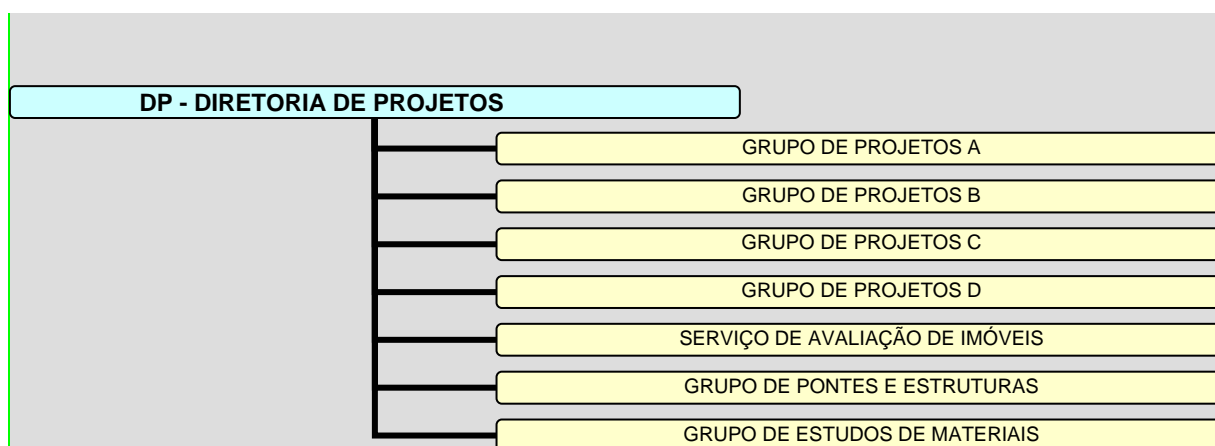 DP - DIRETORIA DE PROJETOS
GRUPO DE PROJETOS A
GRUPO DE PROJETOS B
GRUPO DE PROJETOS C
GRUPO DE PROJETOS D
SERVIÇO DE AVALIAÇÃO DE IMÓVEIS
GRUPO DE PONTES E ESTRUTURAS
GRUPO DE ESTUDOS DE MATERIAIS